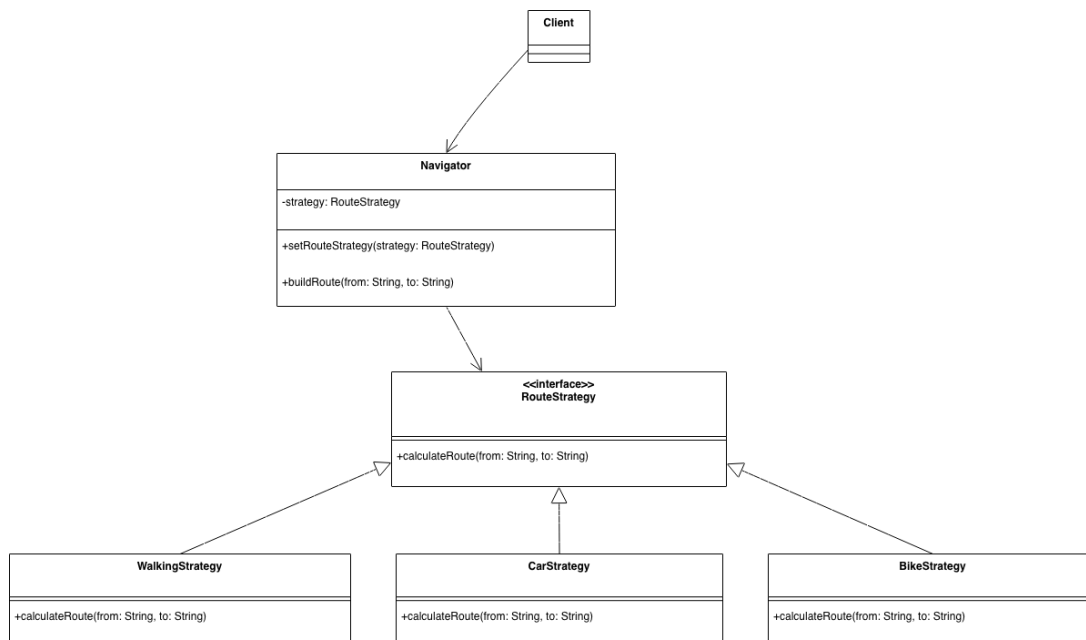 Client
Navigator
-strategy: RouteStrategy
+setRouteStrategy(strategy: RouteStrategy)
+buildRoute(from: String, to: String)
<<interface>>
RouteStrategy
+calculateRoute(from: String, to: String)
WalkingStrategy
+calculateRoute(from: String, to: String)
CarStrategy
+calculateRoute(from: String, to: String)
BikeStrategy
+calculateRoute(from: String, to: String)